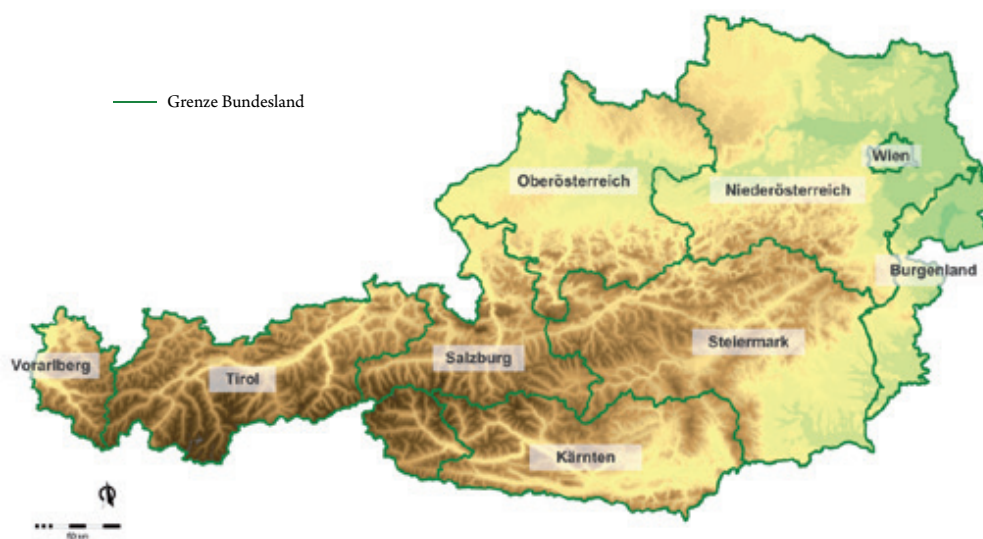 Grenze Bundesland
Wien
Oberösterreich
Niederösterreich
Burgenland
Steiermark
Salzburg
Vorarlberg
Tirol
Kärnten